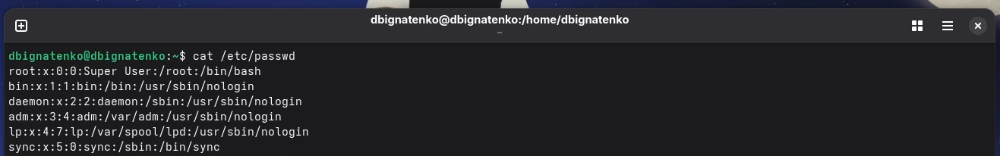 dbignatenko@dbignatenko:/home/dbignatenko
~
dbignatenko@dbignatenko:~$ cat /etc/passwd
root:x:0:0:Super User:/root:/bin/bash
bin:x:1:1:bin:/bin:/usr/sbin/nologin
daemon:x:2:2:daemon:/sbin:/usr/sbin/nologin
adm:x:3:4:adm:/var/adm:/usr/sbin/nologin
lp:x:4:7:lp:/var/spool/lpd:/usr/sbin/nologin
sync:x:5:0:sync:/sbin:/bin/sync